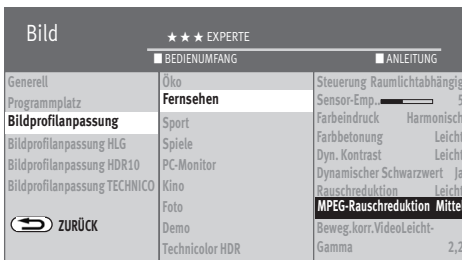 Bild
★★★ EXPERTE
BEDIENUMFANG
ANLEITUNG
Generell
Programmplatz
Bildprofilanpassung
Bildprofilanpassung HLG
Bildprofilanpassung HDR10
Bildprofilanpassung TECHNICO
ZURÜCK
Öko
Fernsehen
Sport
Spiele
PC-Monitor
Kino
Foto
Demo
Technicolor HDR
Steuerung Raumlichtabhängig
Sensor-Emp.. 5
Farbeindruck Harmonisch
Farbbetonung Leicht
Dyn. Kontrast Leicht
Dynamischer Schwarzwert Ja
Rauschreduktion Leicht
MPEG-Rauschreduktion Mittel
Beweg.korr.VideoLeicht-
Gamma 2,2